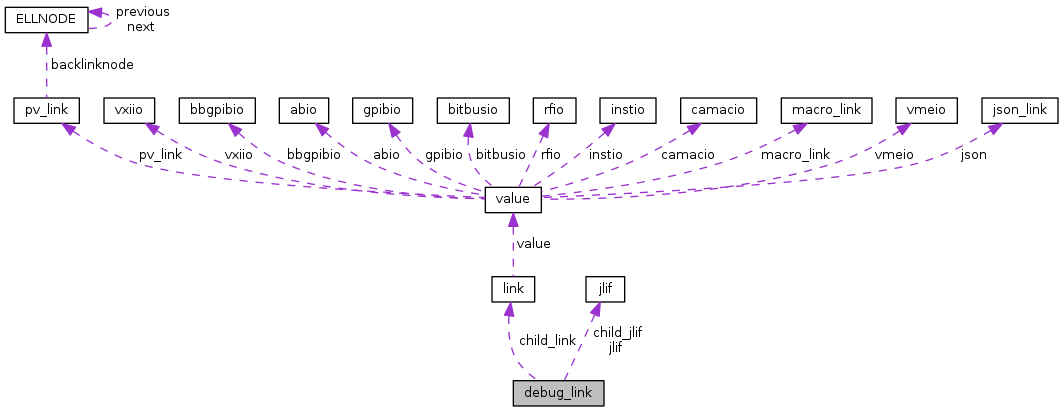 ELLNODE
previous
next
backlinknode
pv_link
vxiio
bbgpibio
abio
gpibio
bitbusio
rfio
instio
camacio
macro_link
vmeio
json_link
pv_link
vxiio
bbgpibio
abio
gpibio
bitbusio
rfio
instio
camacio
macro_link
vmeio
json
value
value
link
jlif
child_link
child_jlif
jlif
debug_link